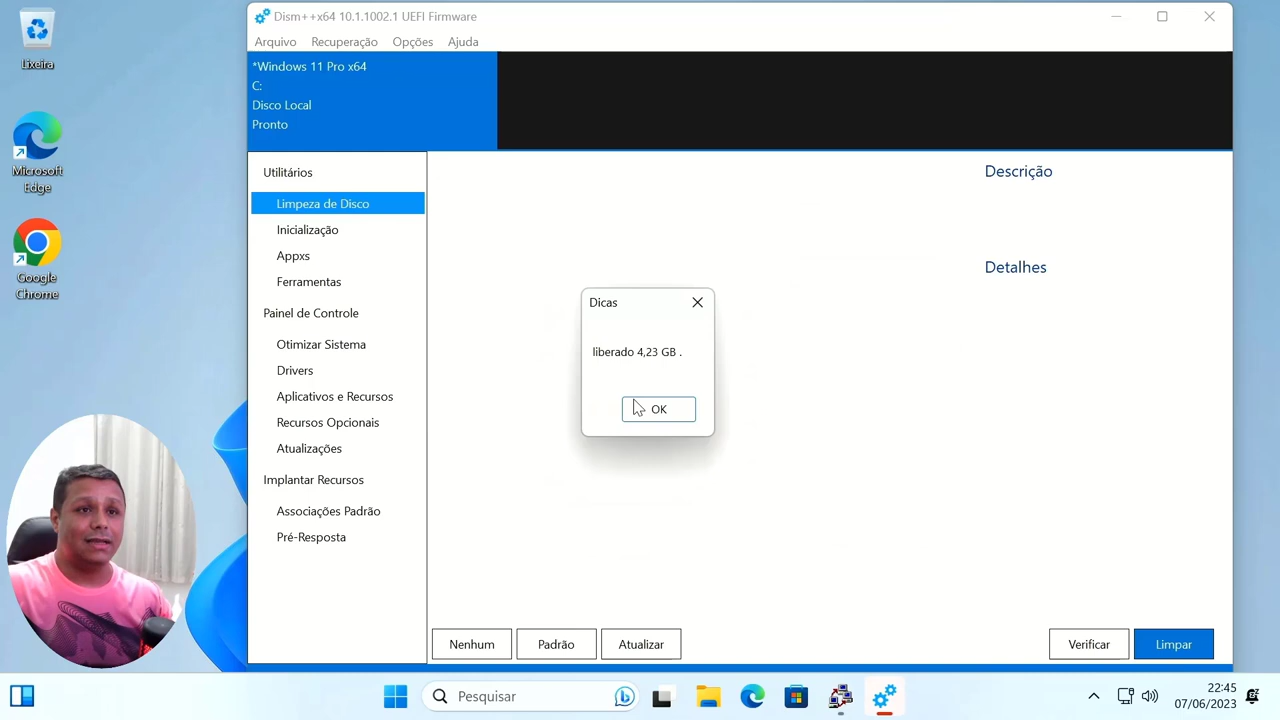 Lixeira
Microsoft
Edge
Google
Chrome
Dism++x64 10.1.1002.1 UEFI Firmware
Arquivo Recuperação Opções Ajuda
*Windows 11 Pro x64
C:
Disco Local
Pronto
Utilitários
Limpeza de Disco
Inicialização
Appxs
Ferramentas
Painel de Controle
Otimizar Sistema
Drivers
Aplicativos e Recursos
Recursos Opcionais
Atualizações
Implantar Recursos
Associações Padrão
Pré-Resposta
Descrição
Detalhes
Dicas
liberado 4,23 GB .
OK
Nenhum Padrão Atualizar Verificar Limpar
Pesquisar
22:45
07/06/2023